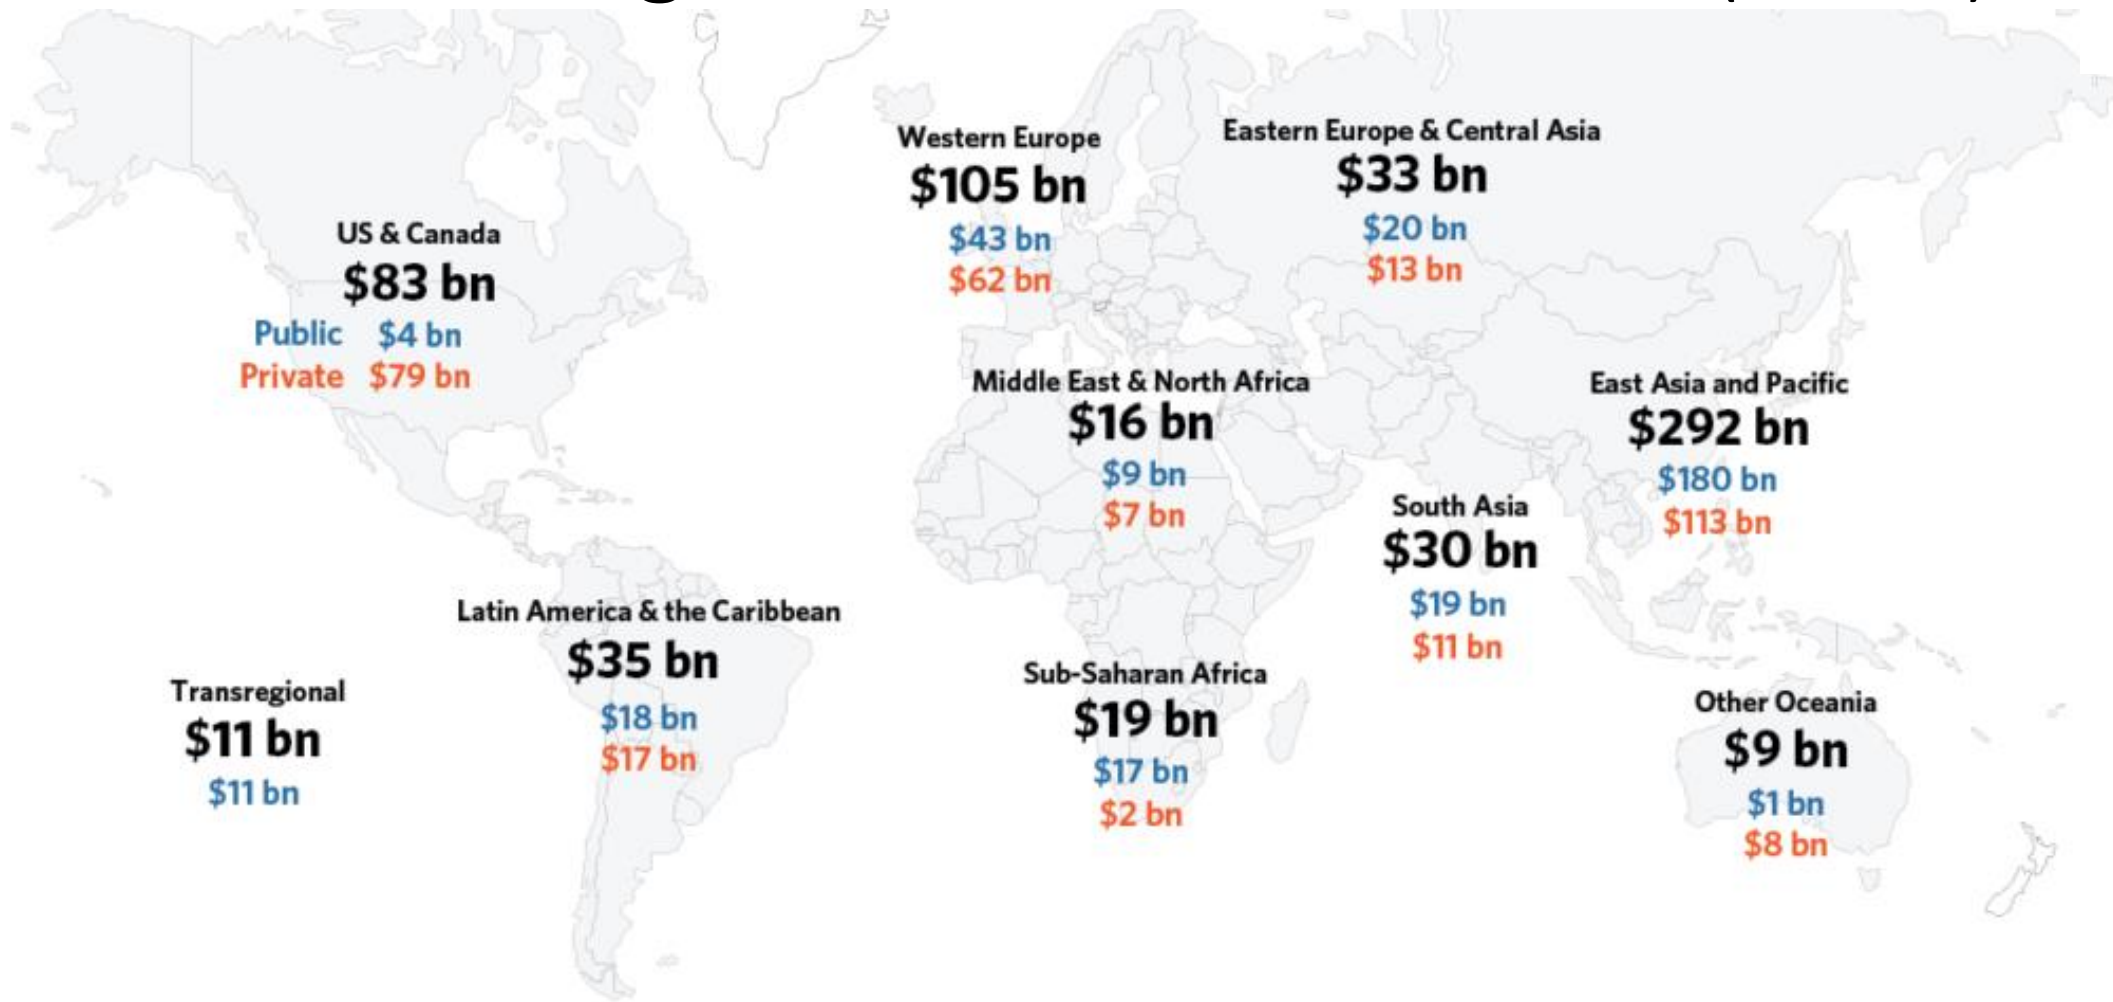 US & Canada
$83 bn
Public $4 bn
Private $79 bn
Western Europe
$105 bn
$43 bn
$62 bn
Eastern Europe & Central Asia
$33 bn
$20 bn
$13 bn
Middle East & North Africa
$16 bn
$9 bn
$7 bn
East Asia and Pacific
$292 bn
$180 bn
$113 bn
South Asia
$30 bn
$19 bn
$11 bn
Latin America & the Caribbean
$35 bn
$18 bn
$17 bn
Transregional
$11 bn
$11 bn
Sub-Saharan Africa
$19 bn
$17 bn
$2 bn
Other Oceania
$9 bn
$1 bn
$8 bn